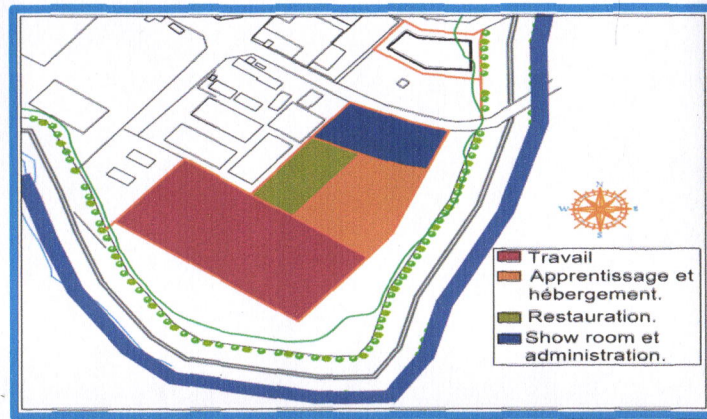 N
W
S
Travail
Apprentissage et
hébergement.
Restauration.
Show room et
administration.